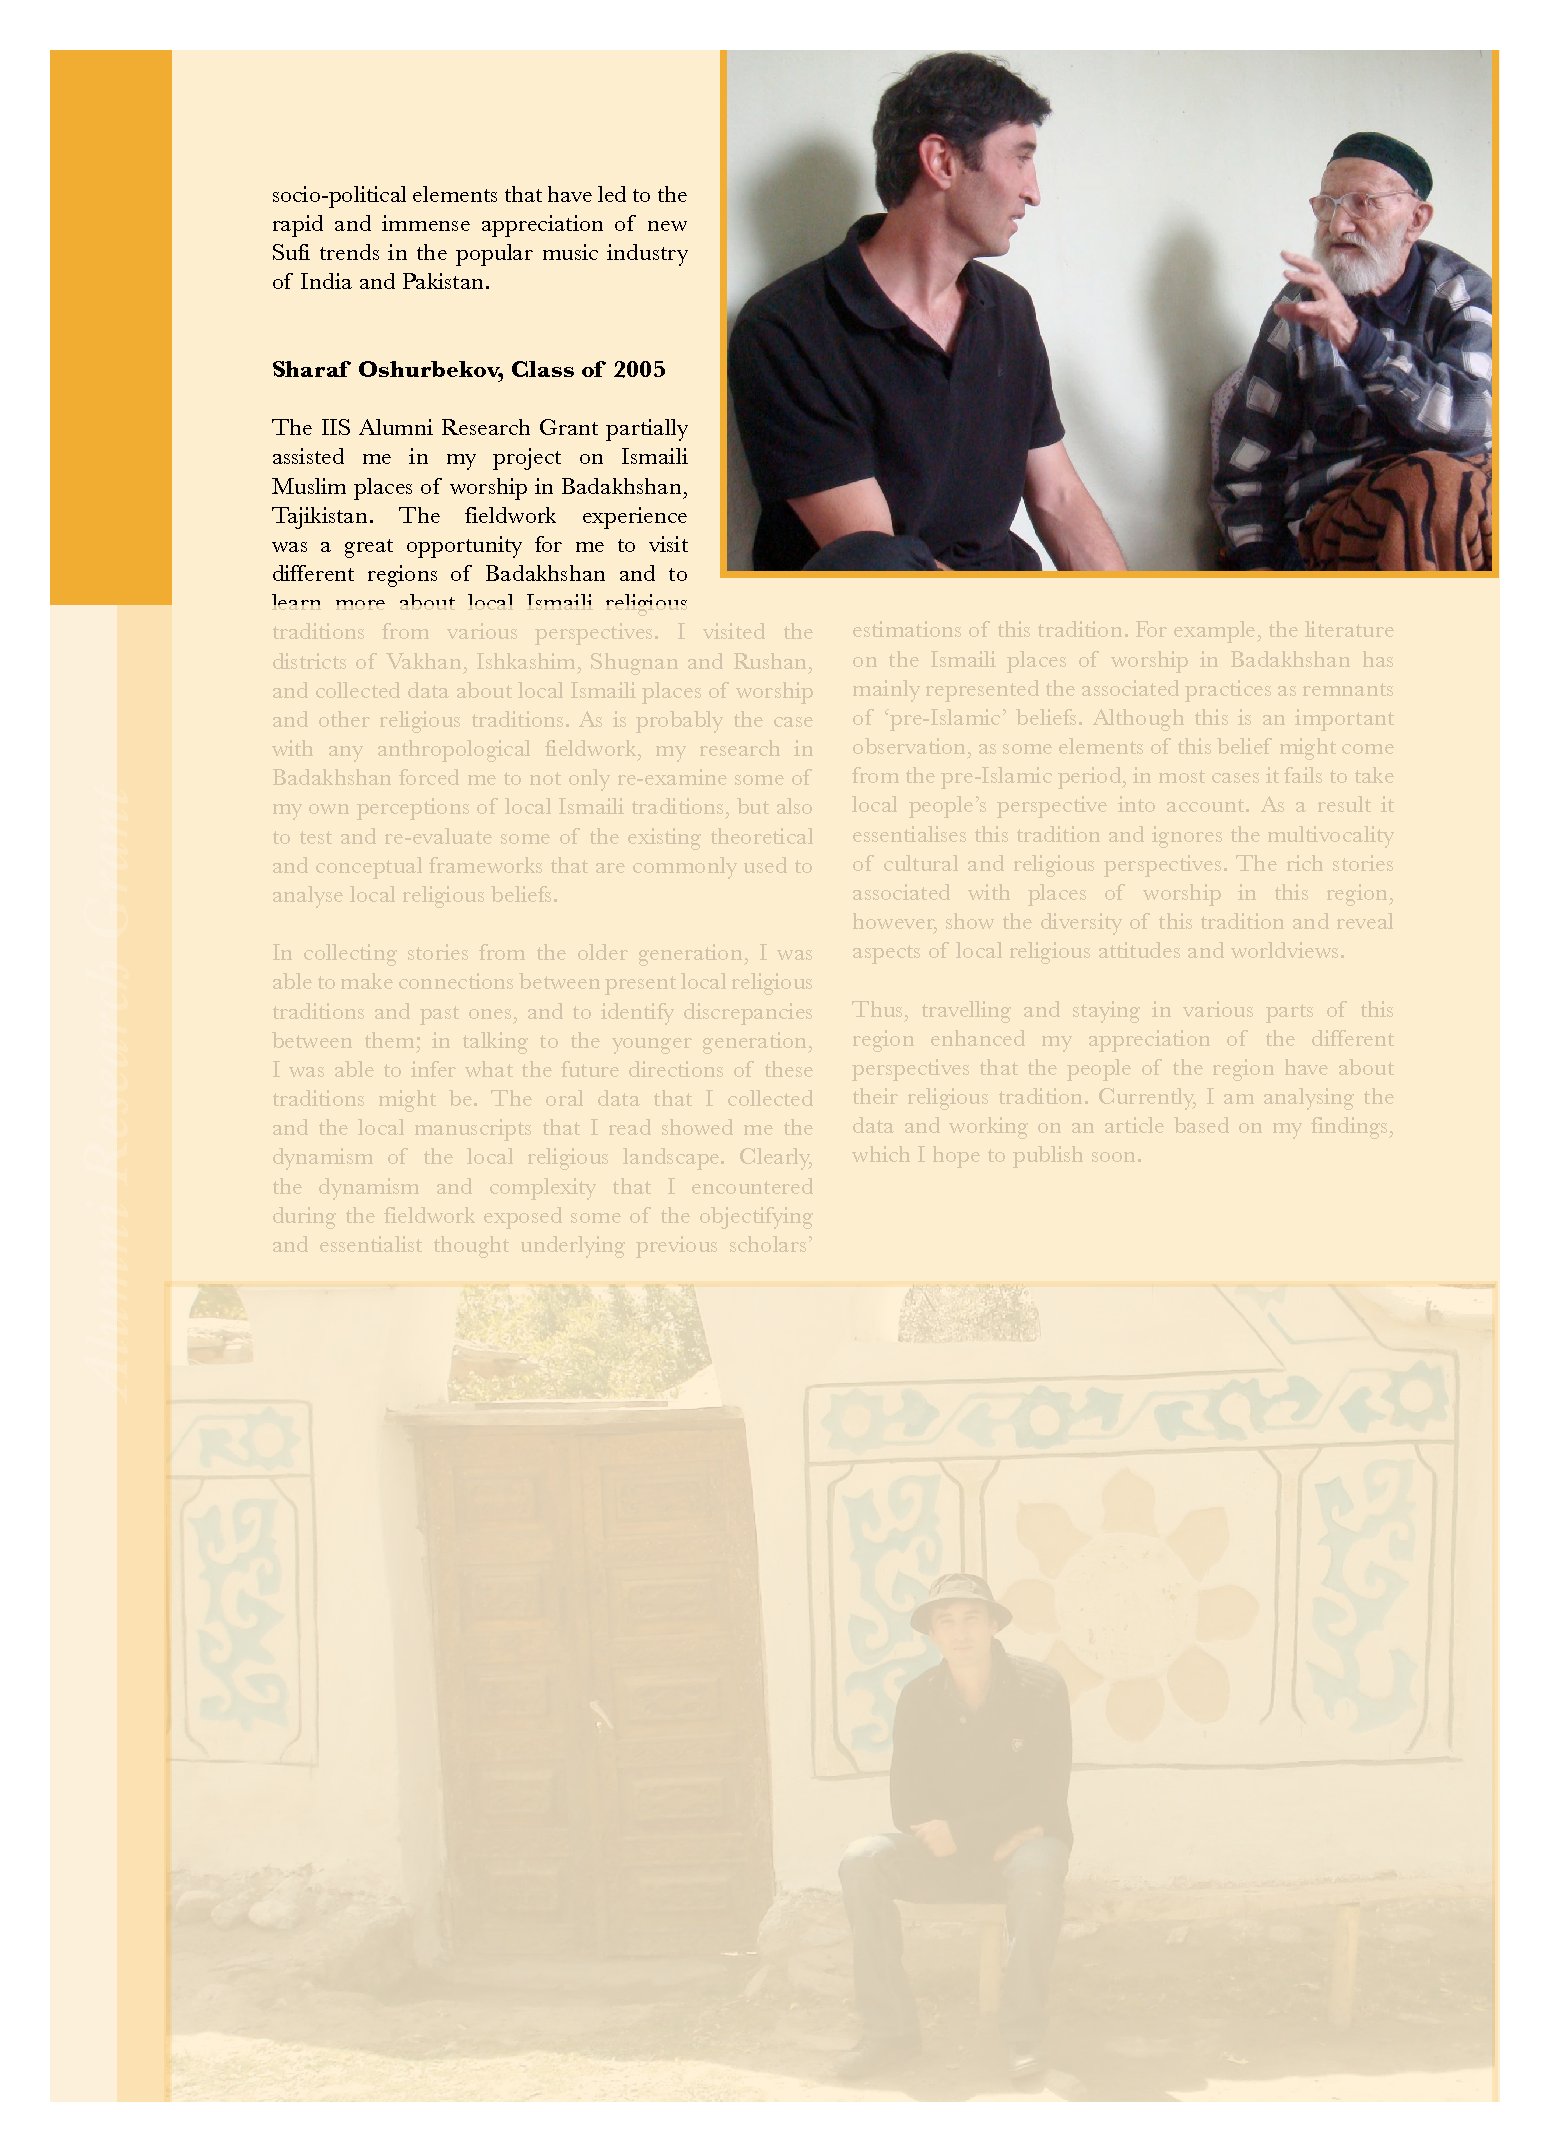 socio-political elements that have led to the
rapid and immense appreciation of new
Sufi trends in the popular music industry
of India and Pakistan.
Sharaf Oshurbekov, Class of 2005
The IIS Alumni Research Grant partially
assisted me in my project on Ismaili
Muslim places of worship in Badakhshan,
Tajikistan. The fieldwork experience
was a great opportunity for me to visit
different regions of Badakhshan and to
learn more about local Ismaili religious
traditions from various perspectives. I visited the
districts of Vakhan, Ishkashim, Shugnan and Rushan,
and collected data about local Ismaili places of worship
and other religious traditions. As is probably the case
with any anthropological fieldwork, my research in
Badakhshan forced me to not only re-examine some of
my own perceptions of local Ismaili traditions, but also
to test and re-evaluate some of the existing theoretical
and conceptual frameworks that are commonly used to
analyse local religious beliefs.
In collecting stories from the older generation, I was
able to make connections between present local religious
traditions and past ones, and to identify discrepancies
between them; in talking to the younger generation,
I was able to infer what the future directions of these
traditions might be. The oral data that I collected
and the local manuscripts that I read showed me the
dynamism of the local religious landscape. Clearly,
the dynamism and complexity that I encountered
during the fieldwork exposed some of the objectifying
and essentialist thought underlying previous scholars'
estimations of this tradition. For example, the literature
on the Ismaili places of worship in Badakhshan has
mainly represented the associated practices as remnants
of ‘pre-Islamic’ beliefs. Although this is an important
observation, as some elements of this belief might come
from the pre-Islamic period, in most cases it fails to take
local people’s perspective into account. As a result it
essentialises this tradition and ignores the multivocality
of cultural and religious perspectives. The rich stories
associated with places of worship in this region,
however, show the diversity of this tradition and reveal
aspects of local religious attitudes and worldviews.
Thus, travelling and staying in various parts of this
region enhanced my appreciation of the different
perspectives that the people of the region have about
their religious tradition. Currently, I am analysing the
data and working on an article based on my findings,
which I hope to publish soon.
Alumni Research Grant